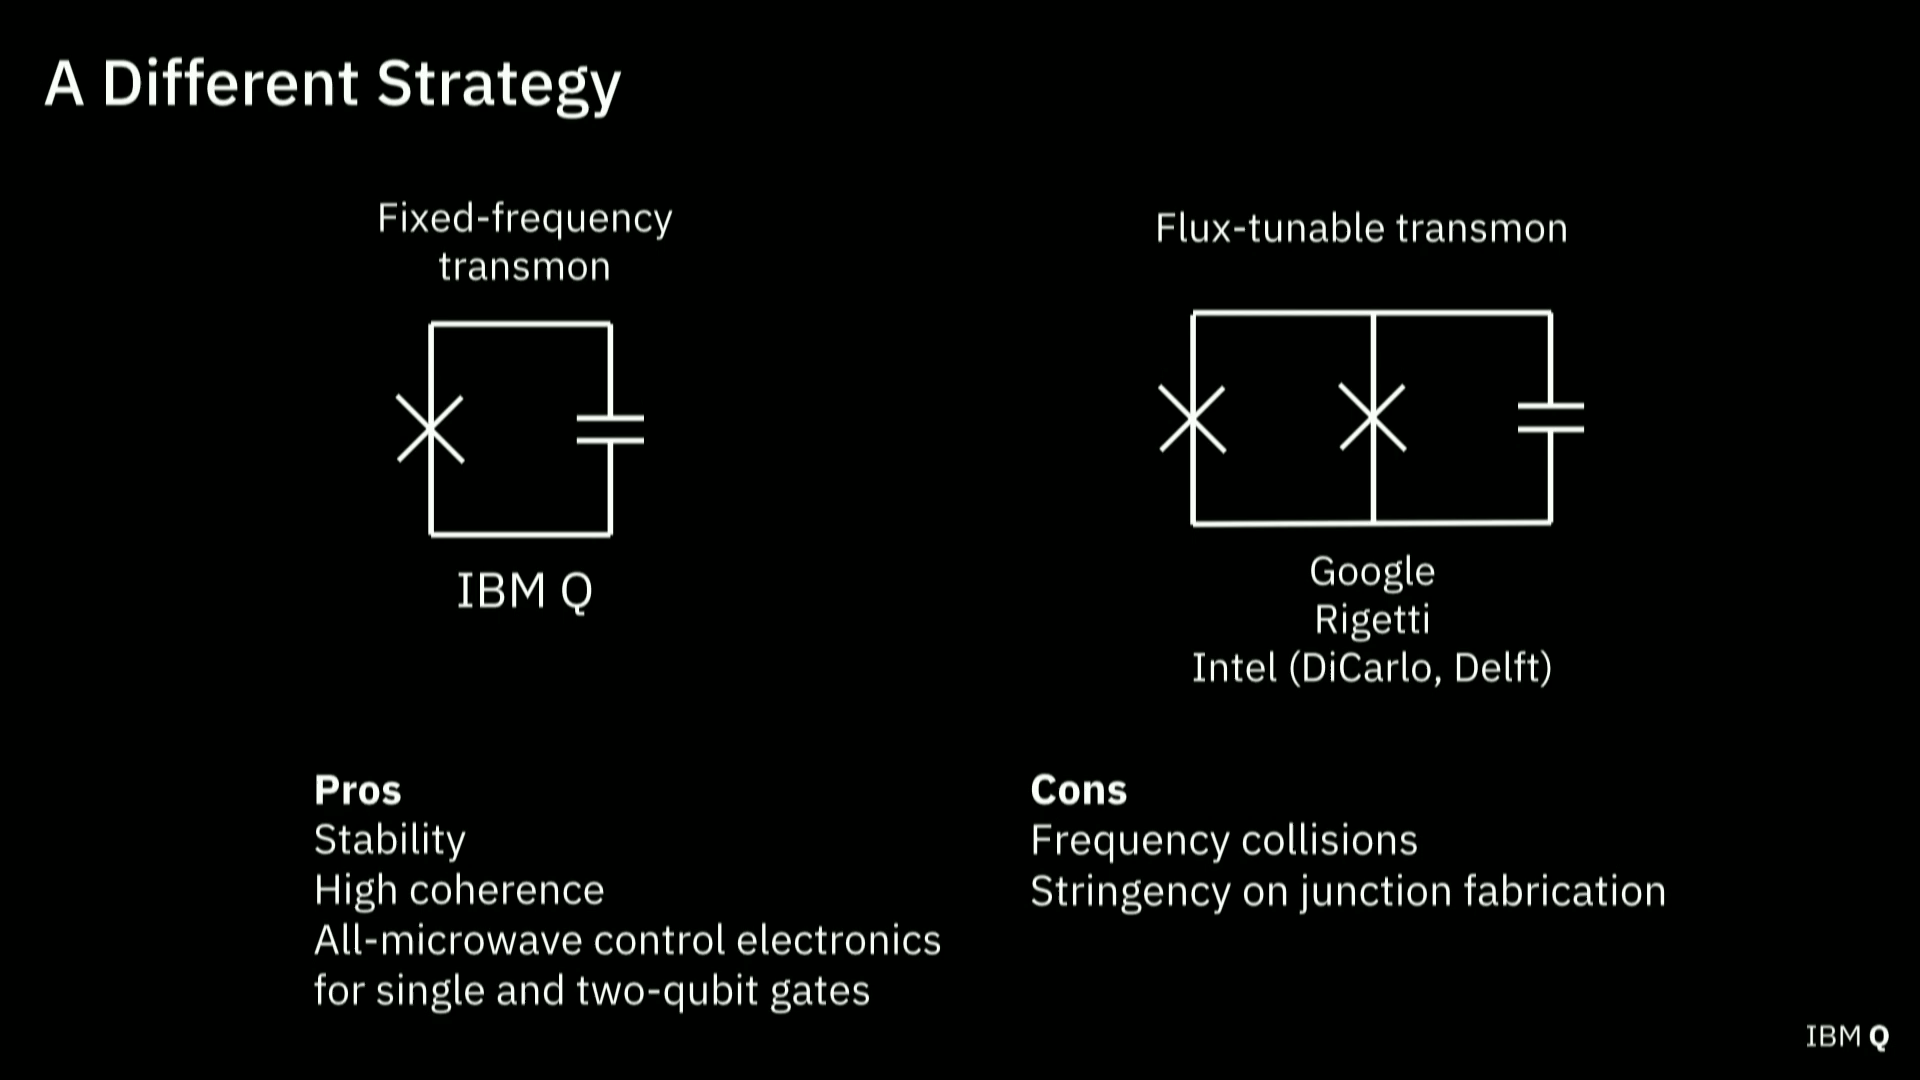 A Different Strategy
Fixed-frequency
transmon
IBM Q
Flux-tunable transmon
Google
Rigetti
Intel (DiCarlo, Delft)
Pros
Stability
High coherence
All-microwave control electronics
for single and two-qubit gates
Cons
Frequency collisions
Stringency on junction fabrication
IBM Q